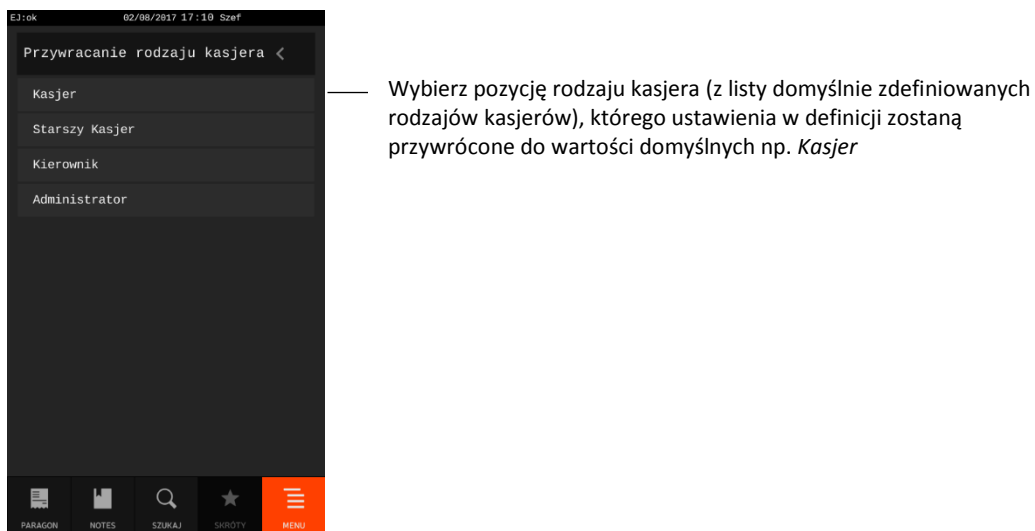 EJ:ok 02/08/2017 17:10 Szef
Przywracanie rodzaju kasjera <
Kasjer
Starszy Kasjer
Kierownik
Administrator
Wybierz pozycję rodzaju kasjera (z listy domyślnie zdefiniowanych
rodzajów kasjerów), którego ustawienia w definicji zostaną
przywrócone do wartości domyślnych np. Kasjer
PARAGON NOTES SZUKAJ SKRÓTY MENU